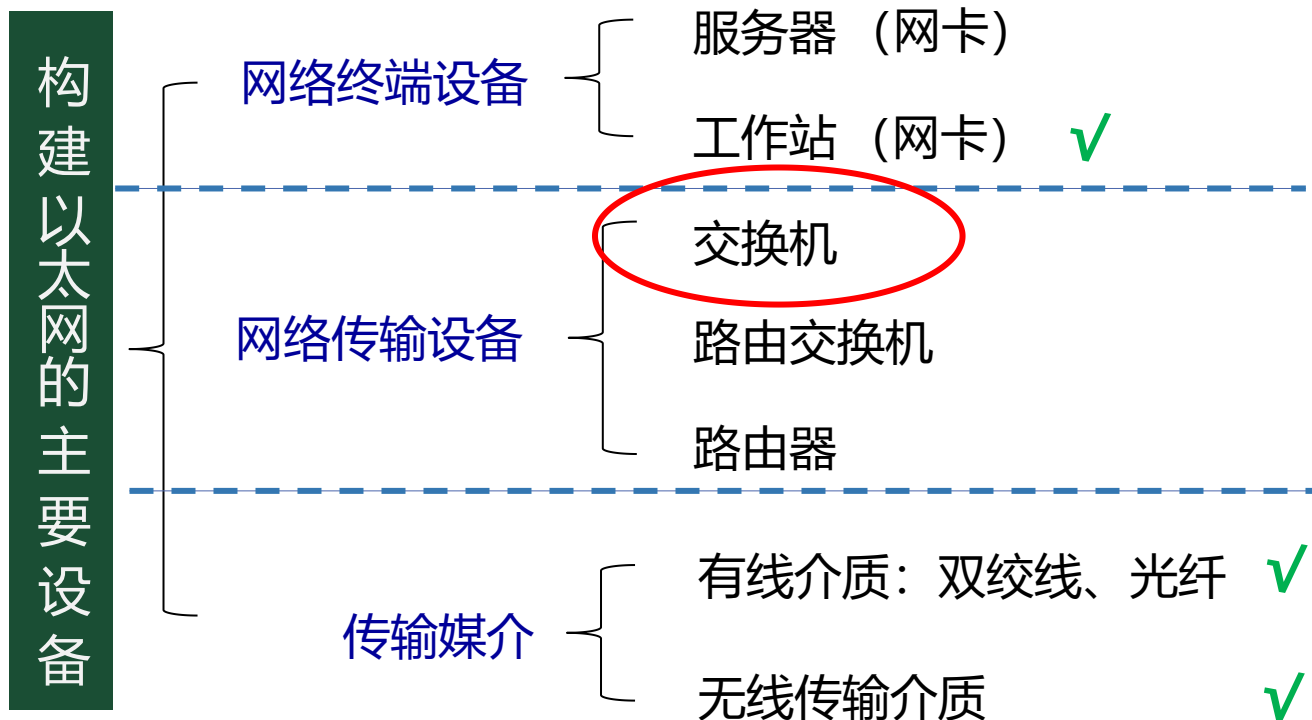 构建以太网的主要设备
网络终端设备
服务器（网卡）
工作站（网卡） √
网络传输设备
交换机
路由交换机
路由器
传输媒介
有线介质：双绞线、光纤 √
无线传输介质 √